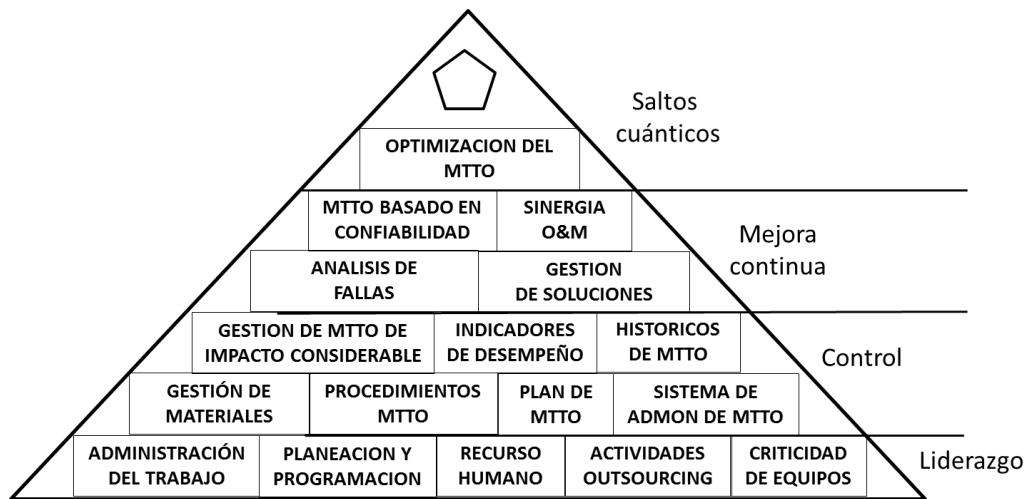 Saltos
cuánticos
OPTIMIZACION DEL
MTTO
MTTO BASADO EN
CONFIABILIDAD
SINERGIA
O&M
Mejora
continua
ANALISIS DE
FALLAS
GESTION
DE SOLUCIONES
GESTION DE MTTO DE
IMPACTO CONSIDERABLE
INDICADORES
DE DESEMPEÑO
HISTORICOS
DE MTTO
Control
GESTIÓN DE
MATERIALES
PROCEDIMIENTOS
MTTO
PLAN DE
MTTO
SISTEMA DE
ADMON DE MTTO
ADMINISTRACIÓN
DEL TRABAJO
PLANEACION Y
PROGRAMACION
RECURSO
HUMANO
ACTIVIDADES
OUTSOURCING
CRITICIDAD
DE EQUIPOS
Liderazgo